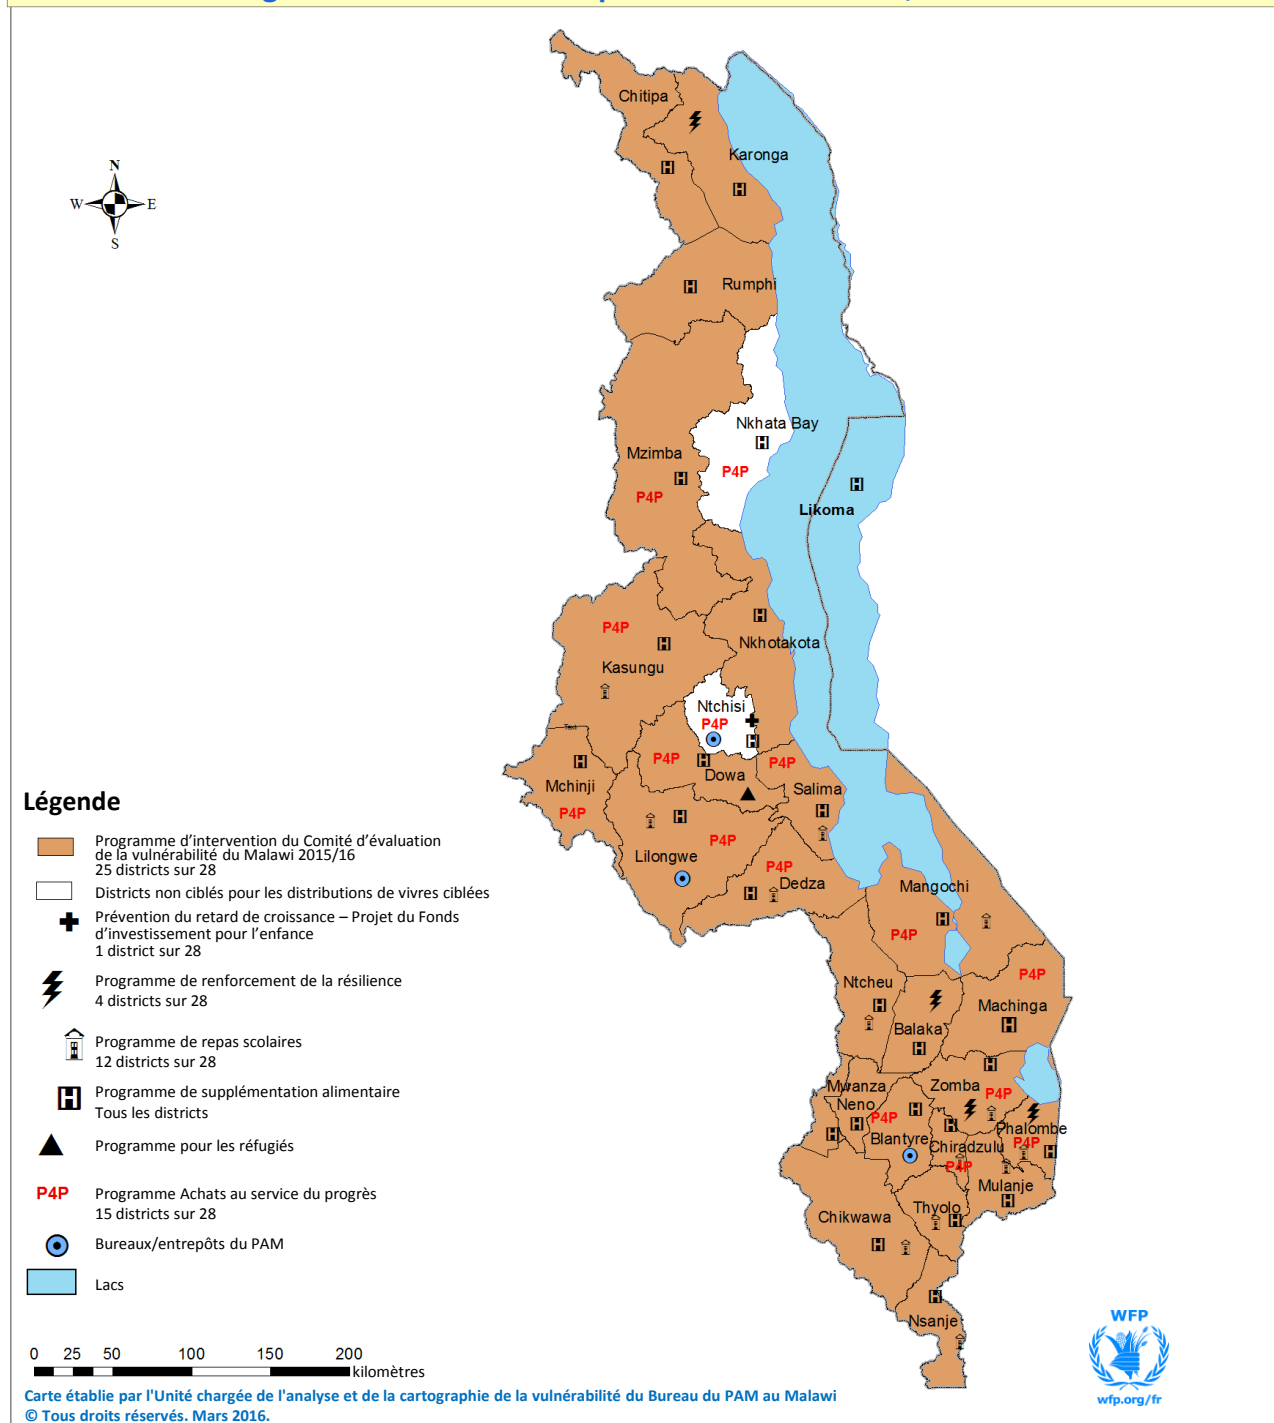 N
W
E
S
Chitipa
Karonga
Rumphi
Nkhata Bay
P4P
Mzimba
P4P
Likoma
P4P
Kasungu
Nkhotakota
Ntchisi
P4P
Text
P4P
Dowa
P4P
Mchinji
P4P
Salima
P4P
Lilongwe
P4P
Dedza
Mangochi
P4P
P4P
Ntcheu
Machinga
Balaka
Mwanza
Zomba
Neno
P4P
P4P
Blantyre
Chiradzulu
Phalombe
P4P
P4P
Mulanje
Chikwawa
Thyolo
Nsanje
Légende
Programme d'intervention du Comité d'évaluation
de la vulnérabilité du Malawi 2015/16
25 districts sur 28
Districts non ciblés pour les distributions de vivres ciblées
Prévention du retard de croissance – Projet du Fonds
d'investissement pour l'enfance
1 district sur 28
Programme de renforcement de la résilience
4 districts sur 28
Programme de repas scolaires
12 districts sur 28
Programme de supplémentation alimentaire
Tous les districts
Programme pour les réfugiés
P4P Programme Achats au service du progrès
15 districts sur 28
Bureaux/entrepôts du PAM
Lacs
0 25 50 100 150 200
kilomètres
Carte établie par l'Unité chargée de l'analyse et de la cartographie de la vulnérabilité du Bureau du PAM au Malawi
© Tous droits réservés. Mars 2016.
WFP
wfp.org/fr